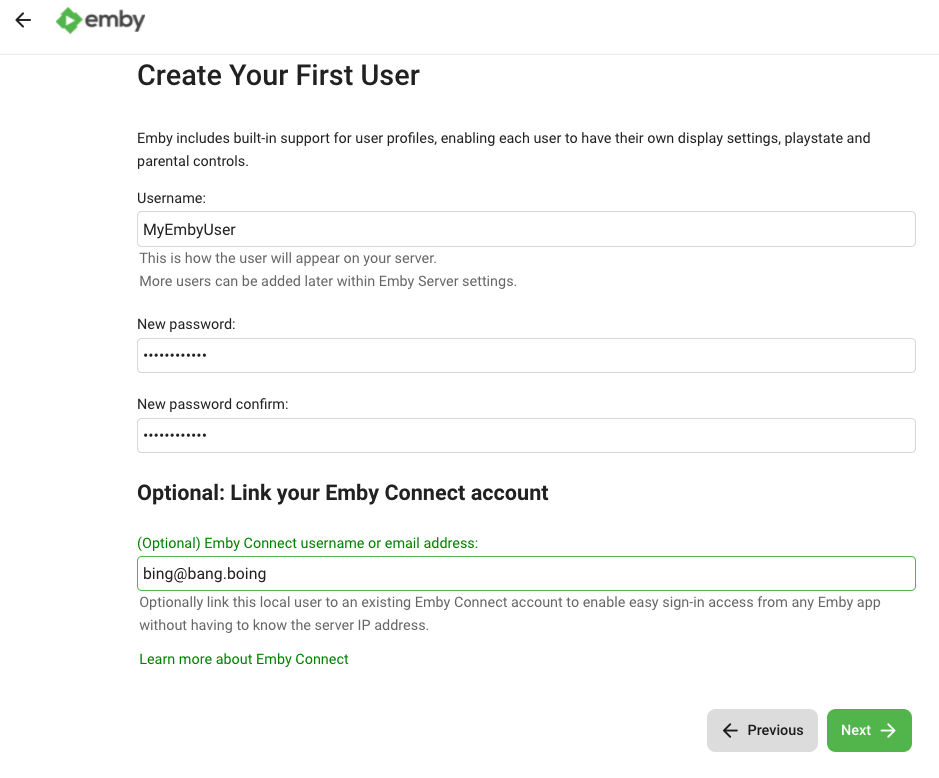 emby
Create Your First User
Emby includes built-in support for user profiles, enabling each user to have their own display settings, playstate and
parental controls.
Username:
MyEmbyUser
This is how the user will appear on your server.
More users can be added later within Emby Server settings.
New password:
••••••••••••
New password confirm:
••••••••••••
Optional: Link your Emby Connect account
(Optional) Emby Connect username or email address:
bing@bang.boing
Optionally link this local user to an existing Emby Connect account to enable easy sign-in access from any Emby app
without having to know the server IP address.
Learn more about Emby Connect
Previous
Next